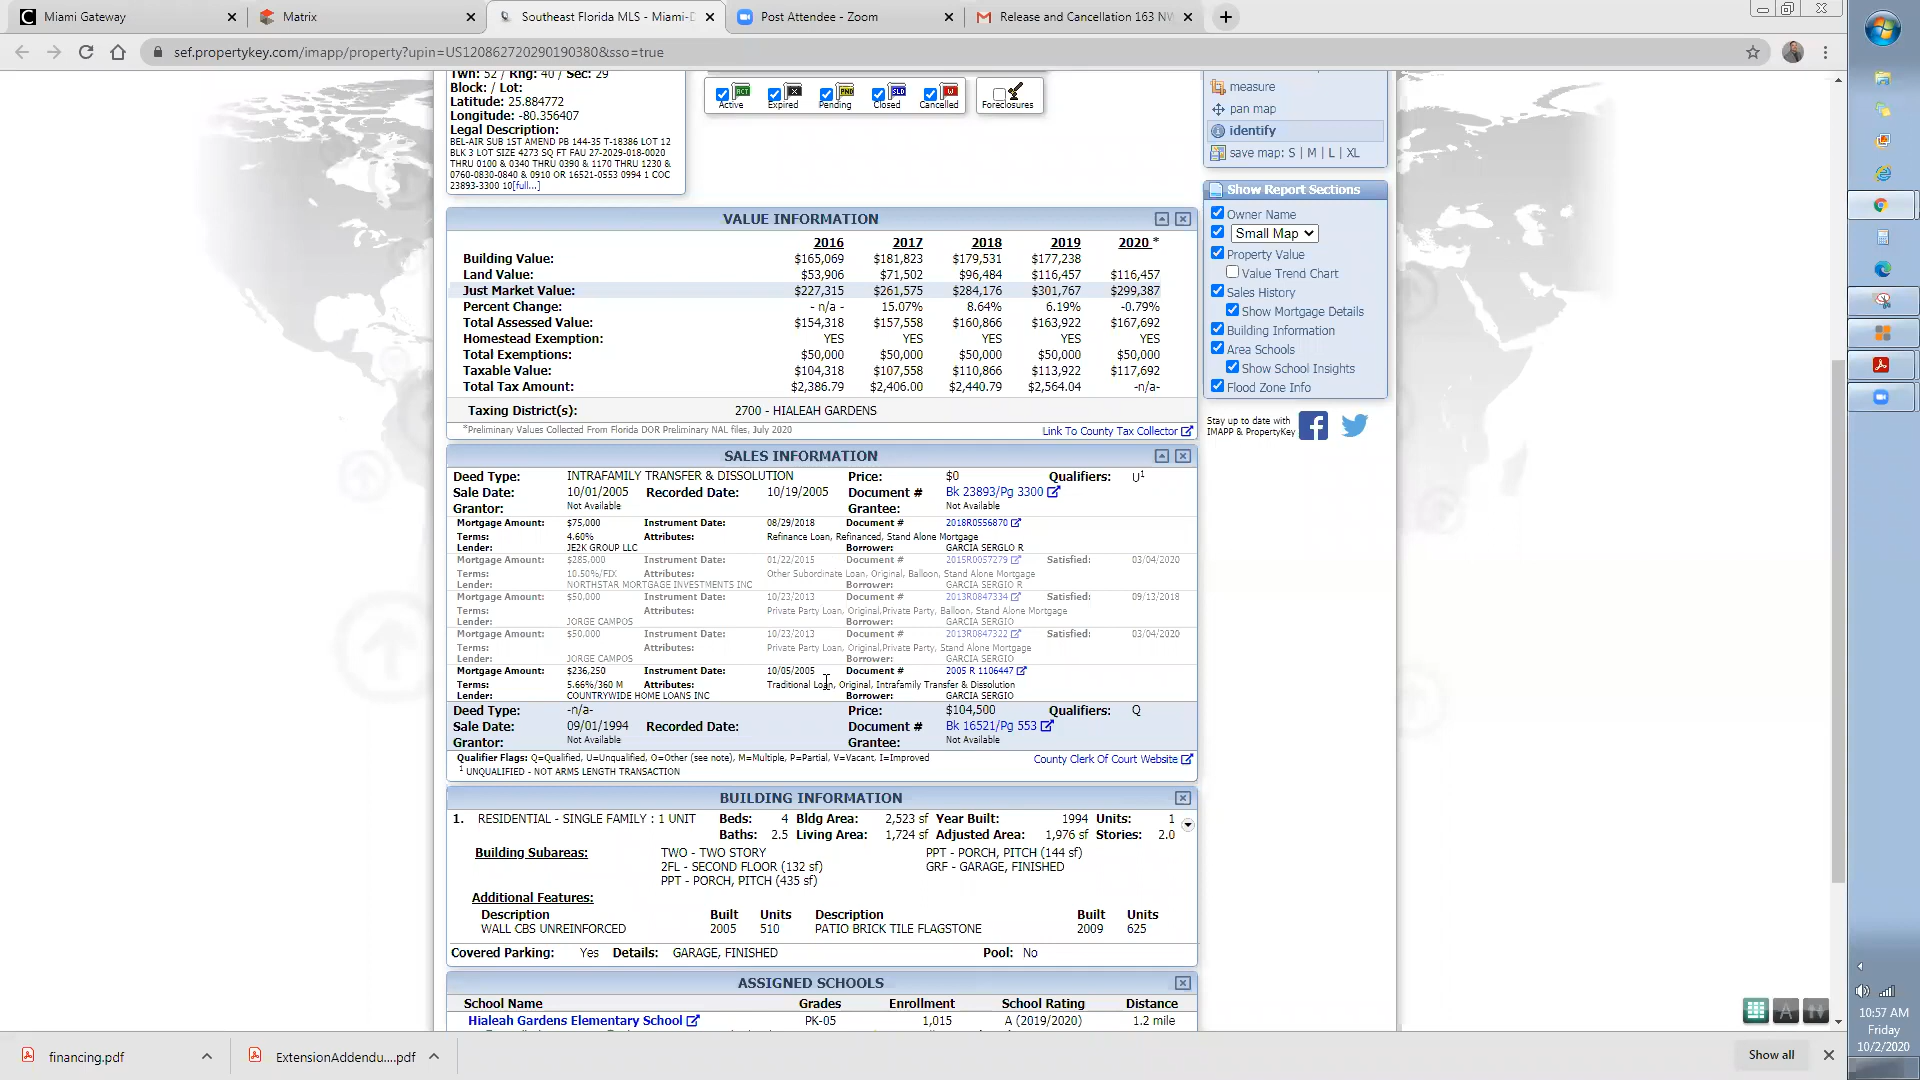 Miami Gateway
Matrix
Southeast Florida MLS - Miami-D
Post Attendee - Zoom
Release and Cancellation 163 NW
sef.propertykey.com/imapp/property?upin=US120862720290190380&sso=true
Twn: 52 / Rng: 40 / Sec: 29
Block: / Lot:
Latitude: 25.884772
Longitude: -80.356407
Legal Description:
BEL-AIR SUB 1ST AMEND PB 144-35 T-18386 LOT 12
BLK 3 LOT SIZE 4273 SQ FT FAU 27-2029-018-0020
THRU 0100 & 0340 THRU 0390 & 1170 THRU 1230 &
0760-0830-0840 & 0910 OR 16521-0553 0994 1 COC
23893-3300 10[full...]
ACT X PND SLD W
Active Expired Pending Closed Cancelled Foreclosures
measure
pan map
identify
save map: S | M | L | XL
VALUE INFORMATION
2016 2017 2018 2019 2020 *
Building Value: $165,069 $181,823 $179,531 $177,238
Land Value: $53,906 $71,502 $96,484 $116,457 $116,457
Just Market Value: $227,315 $261,575 $284,176 $301,767 $299,387
Percent Change: - n/a - 15.07% 8.64% 6.19% -0.79%
Total Assessed Value: $154,318 $157,558 $160,866 $163,922 $167,692
Homestead Exemption: YES YES YES YES YES
Total Exemptions: $50,000 $50,000 $50,000 $50,000 $50,000
Taxable Value: $104,318 $107,558 $110,866 $113,922 $117,692
Total Tax Amount: $2,386.79 $2,406.00 $2,440.79 $2,564.04 -n/a-
Taxing District(s): 2700 - HIALEAH GARDENS
*Preliminary Values Collected From Florida DOR Preliminary NAL files, July 2020 Link To County Tax Collector
Show Report Sections
Owner Name
Small Map
Property Value
Value Trend Chart
Sales History
Show Mortgage Details
Building Information
Area Schools
Show School Insights
Flood Zone Info
Stay up to date with
IMAPP & PropertyKey
SALES INFORMATION
Deed Type: INTRAFAMILY TRANSFER & DISSOLUTION Price: $0 Qualifiers: U1
Sale Date: 10/01/2005 Recorded Date: 10/19/2005 Document # Bk 23893/Pg 3300
Grantor: Not Available Grantee: Not Available
Mortgage Amount: $75,000 Instrument Date: 08/29/2018 Document # 2018R0556870
Terms: 4.60% Attributes: Refinance Loan, Refinanced, Stand Alone Mortgage
Lender: JE2K GROUP LLC Borrower: GARCIA SERGLO R
Mortgage Amount: $285,000 Instrument Date: 01/22/2015 Document # 2015R0057279 Satisfied: 03/04/2020
Terms: 10.50%/FIX Attributes: Other Subordinate Loan, Original, Balloon, Stand Alone Mortgage
Lender: NORTHSTAR MORTGAGE INVESTMENTS INC Borrower: GARCIA SERGIO R
Mortgage Amount: $50,000 Instrument Date: 10/23/2013 Document # 2013R0847334 Satisfied: 09/13/2018
Terms: Attributes: Private Party Loan, Original,Private Party, Balloon, Stand Alone Mortgage
Lender: JORGE CAMPOS Borrower: GARCIA SERGIO
Mortgage Amount: $50,000 Instrument Date: 10/23/2013 Document # 2013R0847322 Satisfied: 03/04/2020
Terms: Attributes: Private Party Loan, Original,Private Party, Stand Alone Mortgage
Lender: JORGE CAMPOS Borrower: GARCIA SERGIO
Mortgage Amount: $236,250 Instrument Date: 10/05/2005 Document # 2005 R 1106447
Terms: 5.66%/360 M Attributes: Traditional Loan, Original, Intrafamily Transfer & Dissolution
Lender: COUNTRYWIDE HOME LOANS INC Borrower: GARCIA SERGIO
Deed Type: -n/a- Price: $104,500 Qualifiers: Q
Sale Date: 09/01/1994 Recorded Date: Document # Bk 16521/Pg 553
Grantor: Not Available Grantee: Not Available
Qualifier Flags: Q=Qualified, U=Unqualified, O=Other (see note), M=Multiple, P=Partial, V=Vacant, I=Improved County Clerk Of Court Website
1 UNQUALIFIED - NOT ARMS LENGTH TRANSACTION
BUILDING INFORMATION
1. RESIDENTIAL - SINGLE FAMILY : 1 UNIT Beds: 4 Bldg Area: 2,523 sf Year Built: 1994 Units: 1
Baths: 2.5 Living Area: 1,724 sf Adjusted Area: 1,976 sf Stories: 2.0
Building Subareas: TWO - TWO STORY PPT - PORCH, PITCH (144 sf)
2FL - SECOND FLOOR (132 sf) GRF - GARAGE, FINISHED
PPT - PORCH, PITCH (435 sf)
Additional Features:
Description Built Units Description Built Units
WALL CBS UNREINFORCED 2005 510 PATIO BRICK TILE FLAGSTONE 2009 625
Covered Parking: Yes Details: GARAGE, FINISHED Pool: No
ASSIGNED SCHOOLS
School Name Grades Enrollment School Rating Distance
Hialeah Gardens Elementary School PK-05 1,015 A (2019/2020) 1.2 mile
financing.pdf
ExtensionAddendu....pdf
Show all
10:57 AM
Friday
10/2/2020